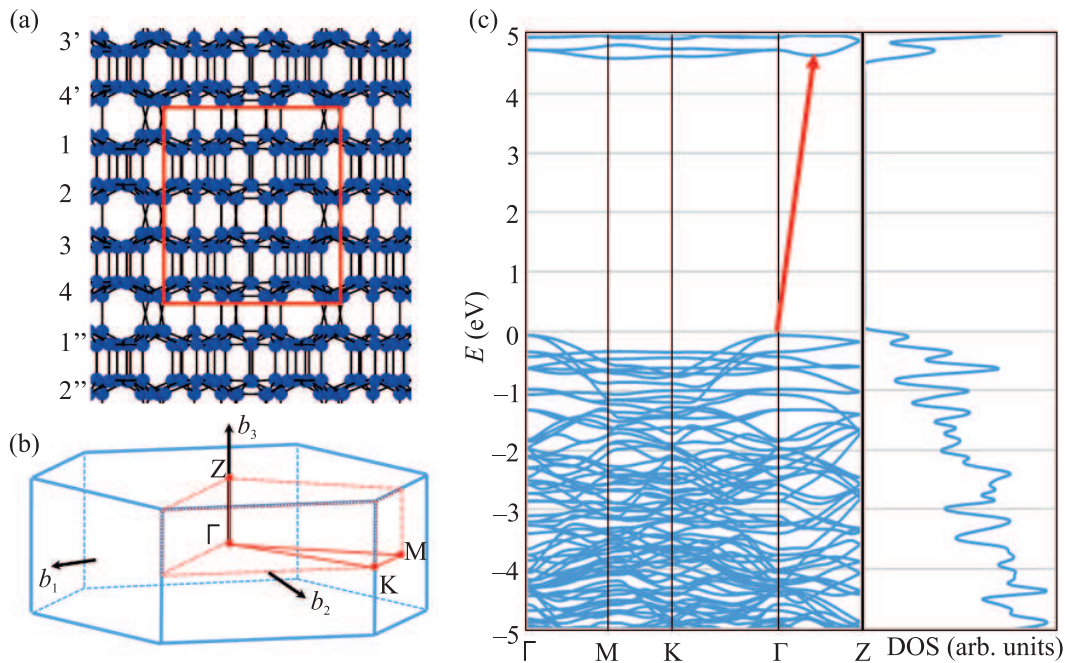 (a)
3’
4’
1
2
3
4
1’’
2’’
(b)
b3
Z
Γ
M
K
b1
b2
(c)
E (eV)
5
4
3
2
1
0
–1
–2
–3
–4
–5
Γ M K Γ Z
DOS (arb. units)